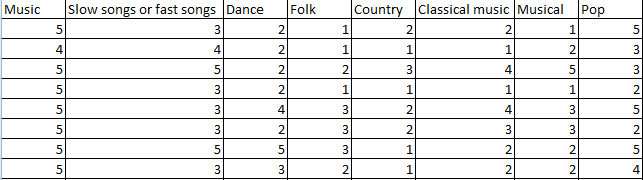 Music Slow songs or fast songs Dance Folk Country Classical music Musical Pop
5 3 2 1 2 2 1 5
4 4 2 1 1 1 2 3
5 5 2 2 3 4 5 3
5 3 2 1 1 1 1 2
5 3 4 3 2 4 3 5
5 3 2 3 2 3 3 2
5 5 5 3 1 2 2 5
5 3 3 2 1 2 2 4